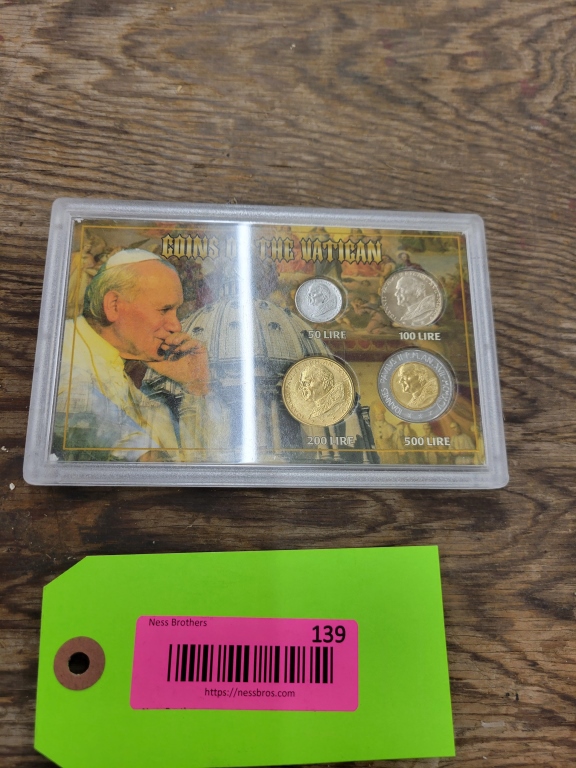 COINS OF THE VATICAN
50 LIRE
100 LIRE
200 LIRE
500 LIRE
Ness Brothers
139
https://nessbros.com